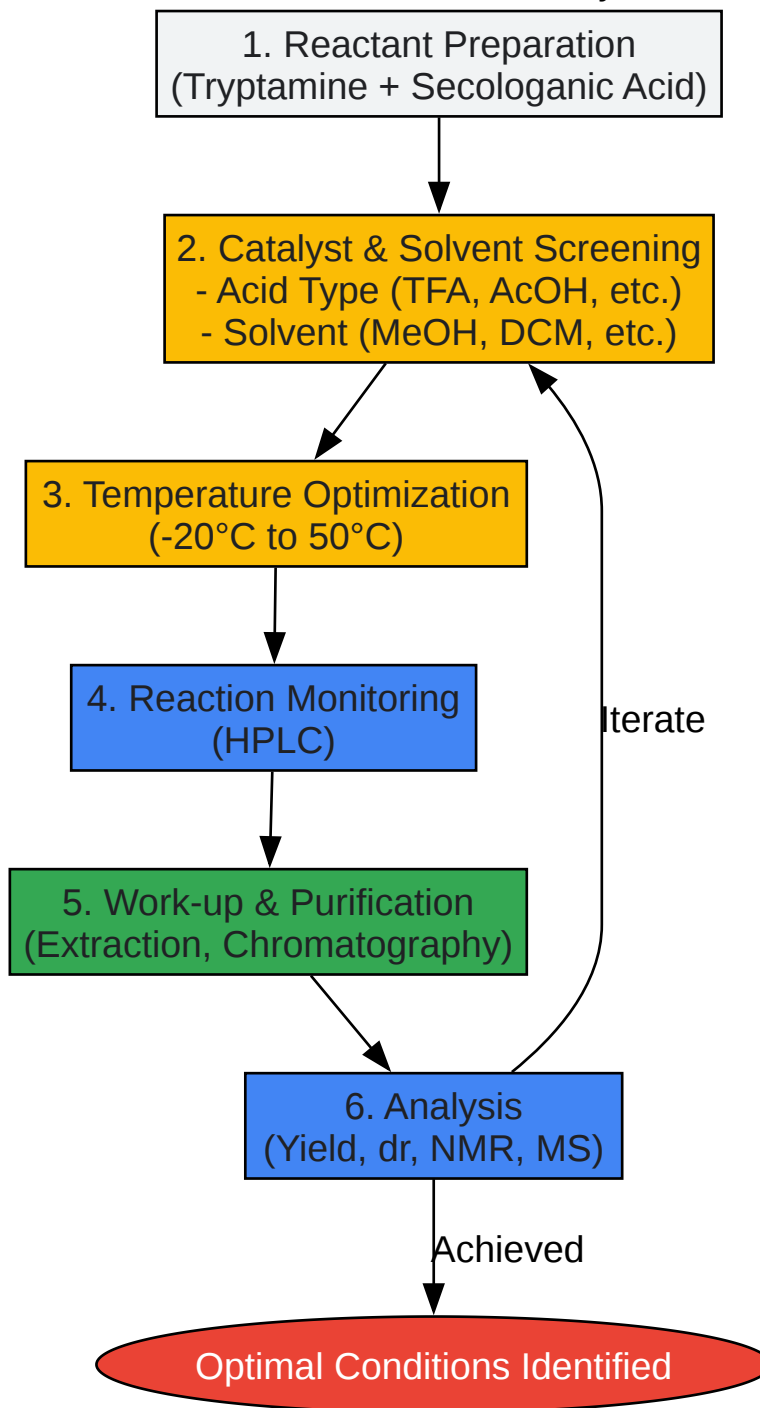 1. Reactant Preparation
(Tryptamine + Secologanic Acid)
2. Catalyst & Solvent Screening
- Acid Type (TFA, AcOH, etc.)
- Solvent (MeOH, DCM, etc.)
3. Temperature Optimization
(-20°C to 50°C)
4. Reaction Monitoring
(HPLC)
Iterate
5. Work-up & Purification
(Extraction, Chromatography)
6. Analysis
(Yield, dr, NMR, MS)
Achieved
Optimal Conditions Identified